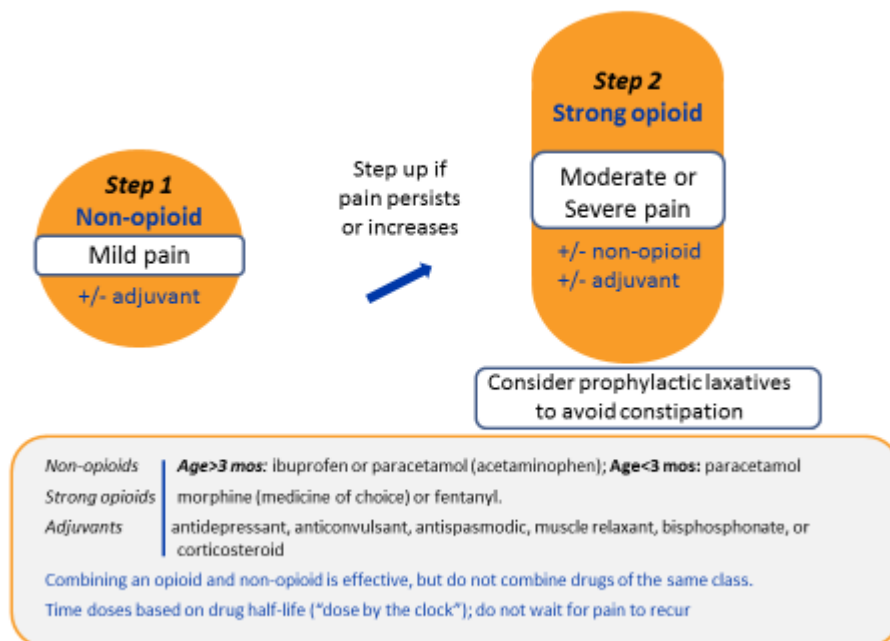 Step 1
Non-opioid
Mild pain
+/- adjuvant
Step up if
pain persists
or increases
Step 2
Strong opioid
Moderate or
Severe pain
+/- non-opioid
+/- adjuvant
Consider prophylactic laxatives
to avoid constipation
Non-opioids Age>3 mos: ibuprofen or paracetamol (acetaminophen); Age<3 mos: paracetamol
Strong opioids morphine (medicine of choice) or fentanyl.
Adjuvants antidepressant, anticonvulsant, antispasmodic, muscle relaxant, bisphosphonate, or
corticosteroid
Combining an opioid and non-opioid is effective, but do not combine drugs of the same class.
Time doses based on drug half-life (“dose by the clock”); do not wait for pain to recur